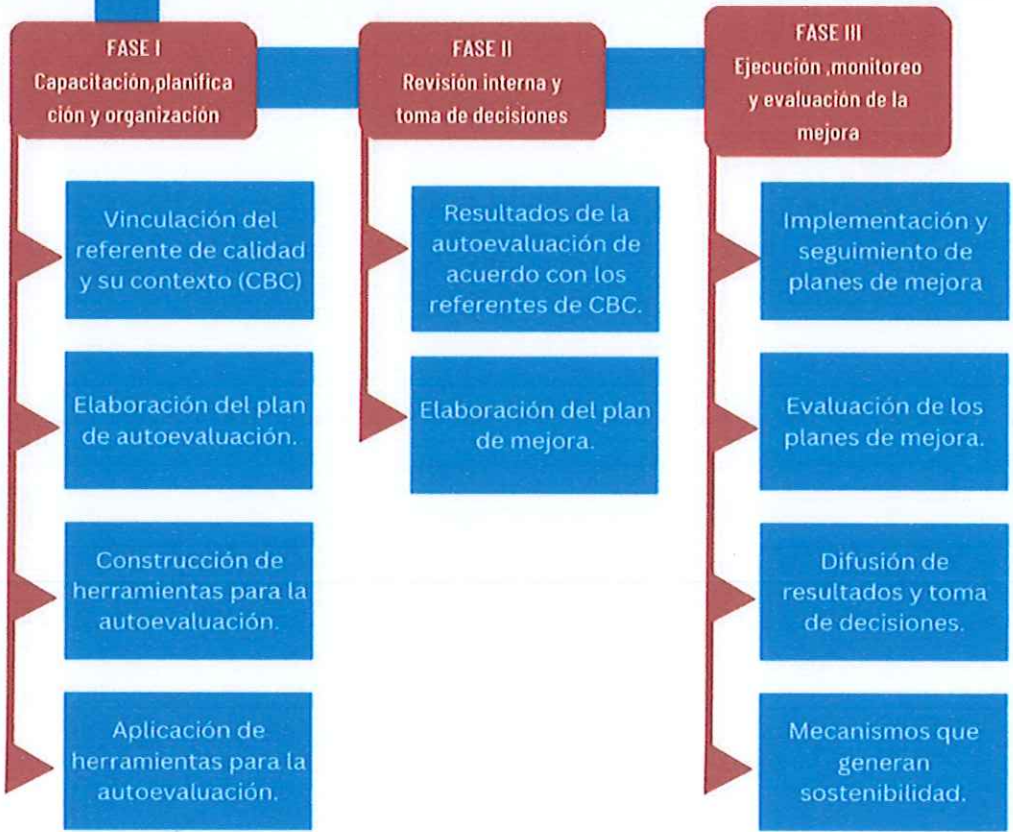 FASE I
Capacitación,planifica
ción y organización
Vinculación del
referente de calidad
y su contexto (CBC)
Elaboración del plan
de autoevaluación.
Construcción de
herramientas para la
autoevaluación.
Aplicación de
herramientas para la
autoevaluación.
FASE II
Revisión interna y
toma de decisiones
Resultados de la
autoevaluación de
acuerdo con los
referentes de CBC.
Elaboración del plan
de mejora.
FASE III
Ejecución ,monitoreo
y evaluación de la
mejora
Implementación y
seguimiento de
planes de mejora
Evaluación de los
planes de mejora.
Difusión de
resultados y toma
de decisiones.
Mecanismos que
generan
sostenibilidad.